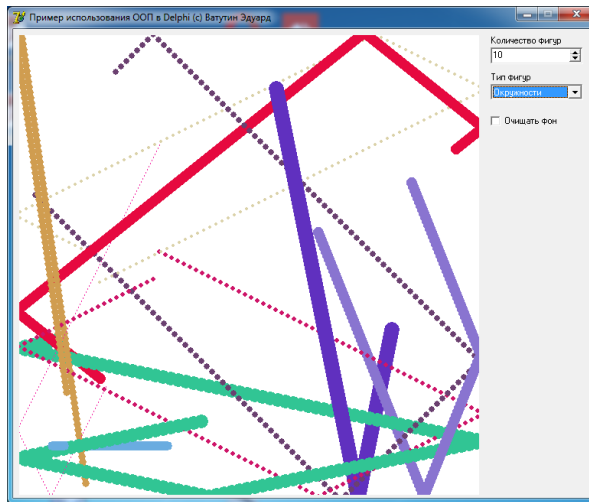 Пример использования ООП в Delphi (c) Ватутин Эдуард
Количество фигур
10
Тип фигур
Окружности
Очищать фон